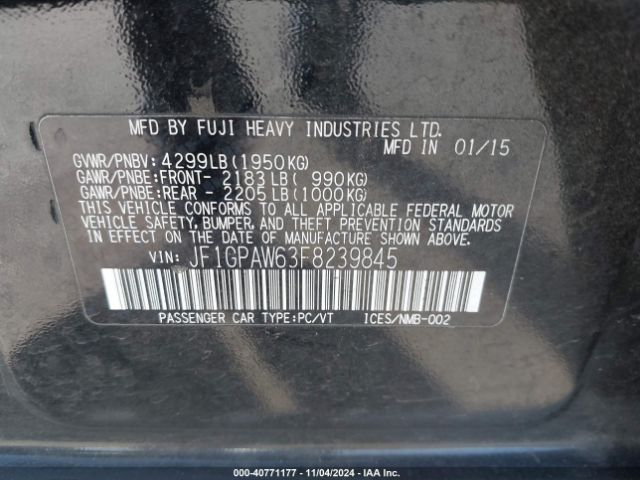 MFD BY FUJI HEAVY INDUSTRIES LTD.
MFD IN 01/15
GVWR/PNBV: 4299LB(1950KG)
GAWR/PNBE:FRONT- 2183LB( 990KG)
GAWR/PNBE:REAR - 2205LB(1000KG)
THIS VEHICLE CONFORMS TO ALL APPLICABLE FEDERAL MOTOR
VEHICLE SAFETY, BUMPER, AND THEFT PREVENTION STANDARDS
IN EFFECT ON THE DATE OF MANUFACTURE SHOWN ABOVE.
VIN: JF1GPAW63F8239845
PASSENGER CAR TYPE:PC/VT ICES/NMB-002
000-40771177 - 11/04/2024 - IAA Inc.